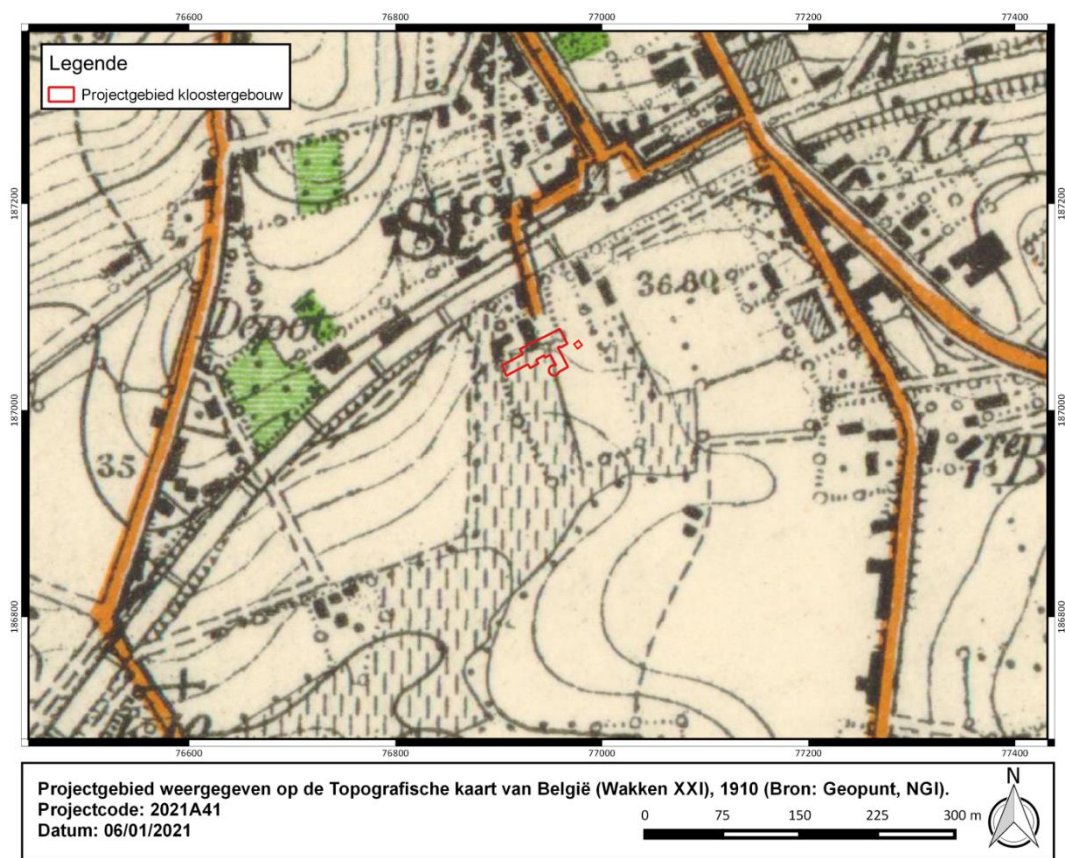 76600 76800 77000 77200 77400
Legende
Projectgebied kloostergebouw
Kll
187200 187200
St
36.80
Depot
187000 187000
35
186800 186800
76600 76800 77000 77200 77400
Projectgebied weergegeven op de Topografische kaart van België (Wakken XXI), 1910 (Bron: Geopunt, NGI).
Projectcode: 2021A41
Datum: 06/01/2021
N
0 75 150 225 300 m